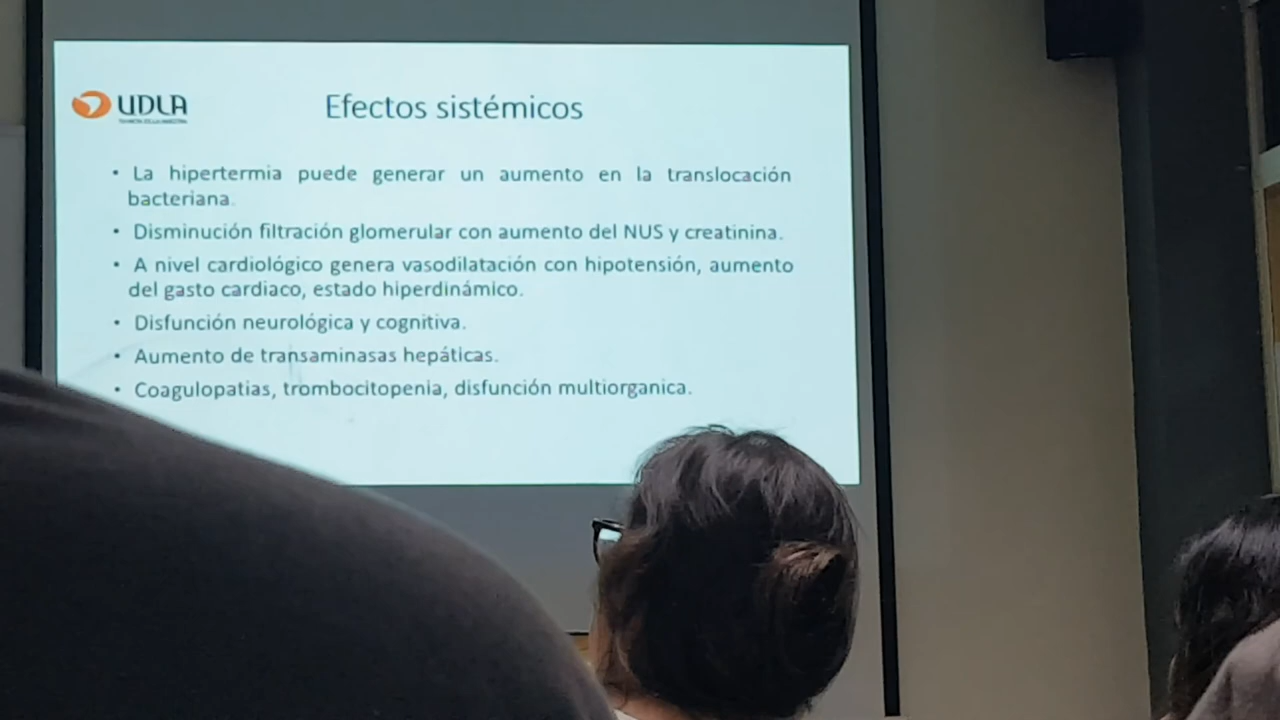 UDLA
Efectos sistémicos
• La hipertermia puede generar un aumento en la translocación
bacteriana.
• Disminución filtración glomerular con aumento del NUS y creatinina.
• A nivel cardiológico genera vasodilatación con hipotensión, aumento
del gasto cardiaco, estado hiperdinámico.
• Disfunción neurológica y cognitiva.
• Aumento de transaminasas hepáticas.
• Coagulopatias, trombocitopenia, disfunción multiorganica.